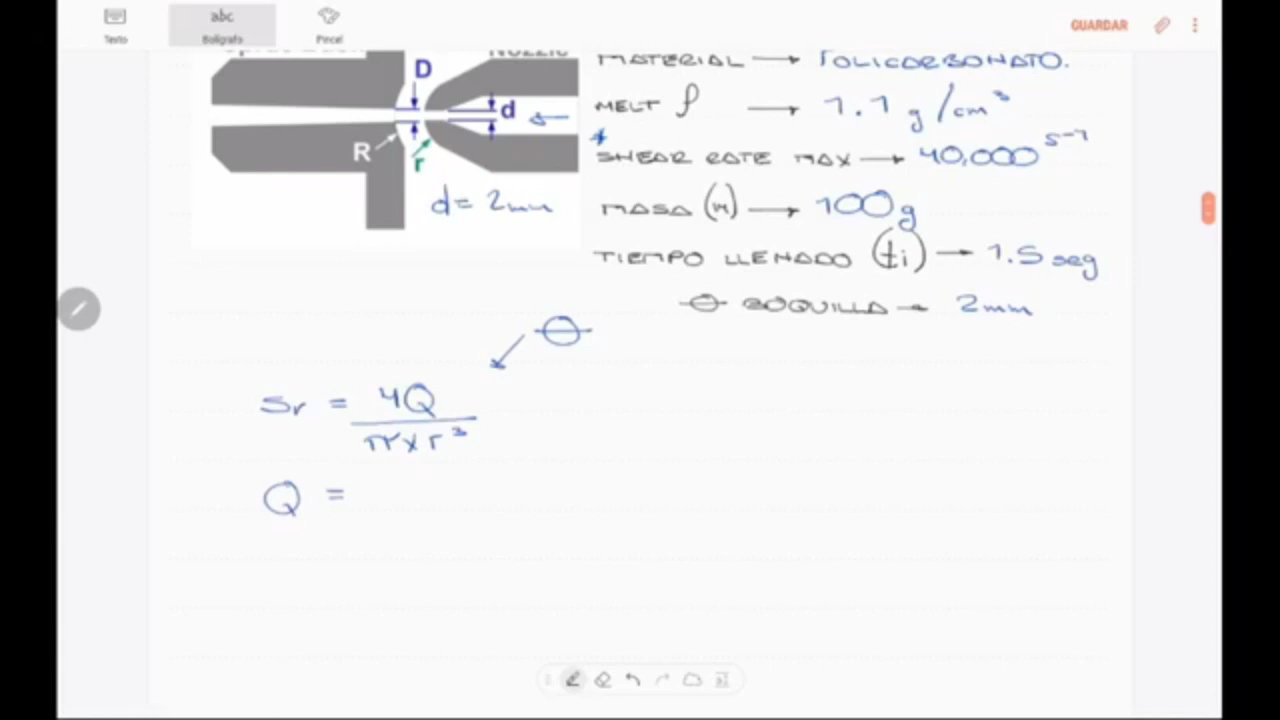 abc
GUARDAR
Texto
Bolígrafo
Pincel
D
d
R
r
d = 2mm
MATERIAL → POLICARBONATO.
MELT ρ → 1.1 g/cm³
* SHEAR RATE MAX → 40,000 s⁻¹
MASA (M) → 100g
TIEMPO LLENADO (ti) → 1.5 seg
⌀ BOQUILLA → 2mm
⌀
Sr = 4Q / π x r³
Q =